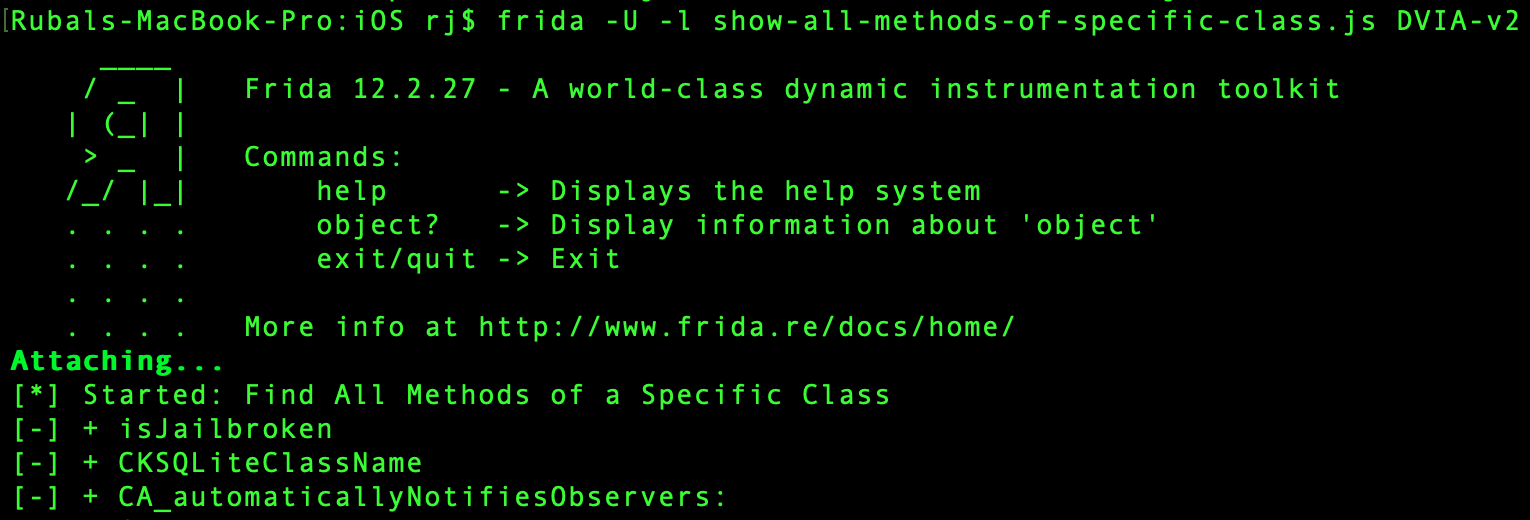 [Rubals-MacBook-Pro:iOS rj$ frida -U -l show-all-methods-of-specific-class.js DVIA-v2
     ____
    / _  |   Frida 12.2.27 - A world-class dynamic instrumentation toolkit
   | (_| |
    > _  |   Commands:
   /_/ |_|       help      -> Displays the help system
   . . . .       object?   -> Display information about 'object'
   . . . .       exit/quit -> Exit
   . . . .
   . . . .   More info at http://www.frida.re/docs/home/
Attaching...
[*] Started: Find All Methods of a Specific Class
[-] + isJailbroken
[-] + CKSQLiteClassName
[-] + CA_automaticallyNotifiesObservers: